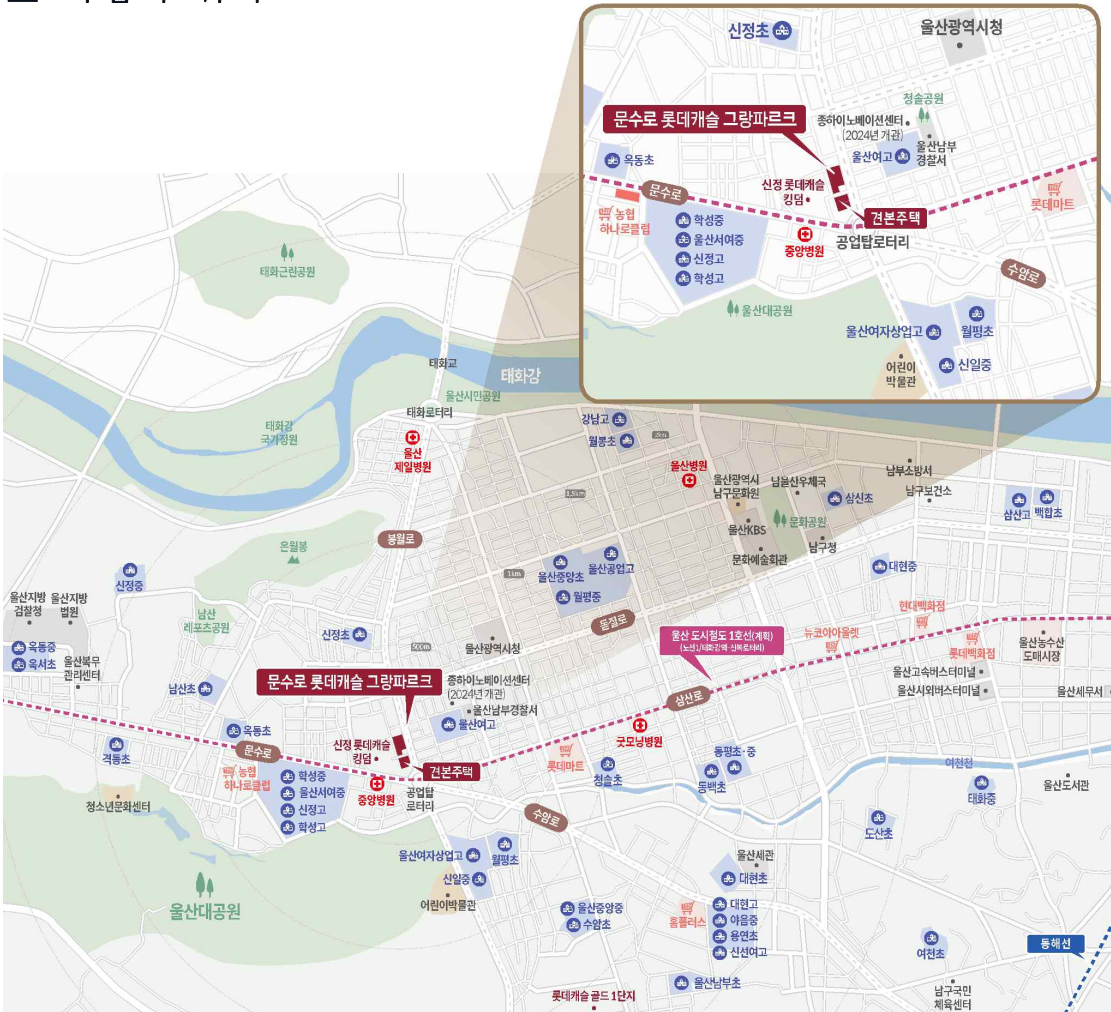 신정초
울산광역시청
청솔공원
종하이노베이션센터
(2024년 개관)
울산남부
경찰서
문수로 롯데캐슬 그랑파르크
울산여고
옥동초
문수로
신정 롯데캐슬
킹덤
견본주택
롯데마트
농협
하나로클럽
학성중
울산서여중
신정고
학성고
중앙병원
공업탑로터리
수암로
울산대공원
울산여자상업고
월평초
어린이
박물관
신일중
태화근린공원
태화교
태화강
울산시민공원
태화로터리
태화강
국가정원
울산
제일병원
강남고
월봉초
2km
울산병원
울산광역시
남구문화원
남울산우체국
남부소방서
남구보건소
삼신초
삼산고
백합초
1.5km
문화공원
울산KBS
문화예술회관
남구청
봉월로
온월봉
1km
울산중앙초
울산공업고
월평중
대현중
신정중
울산지방
검찰청
울산지방
법원
남산
레포츠공원
신정초
500m
울산광역시청
돋질로
울산 도시철도 1호선(계획)
(노선1/태화강역-신복로터리)
뉴코아아울렛
현대백화점
롯데백화점
울산농수산
도매시장
옥동중
옥서초
울산북무
관리센터
남산초
문수로 롯데캐슬 그랑파르크
종하이노베이션센터
(2024년 개관)
울산남부경찰서
울산여고
삼산로
울산고속버스터미널
울산시외버스터미널
울산세무서
옥동초
문수로
격동초
농협
하나로클럽
신정 롯데캐슬
킹덤
견본주택
중앙병원
공업탑
로터리
롯데마트
굿모닝병원
청솔초
동평초·중
동백초
여천천
태화중
울산도서관
청소년문화센터
학성중
울산서여중
신정고
학성고
수암로
도산초
울산여자상업고
월평초
신일중
어린이박물관
울산대공원
울산세관
대현초
울산중앙중
수암초
홈플러스
대현고
야음중
용연초
신선여고
여천초
동해선
울산남부초
롯데캐슬 골드 1단지
남구국민
체육센터